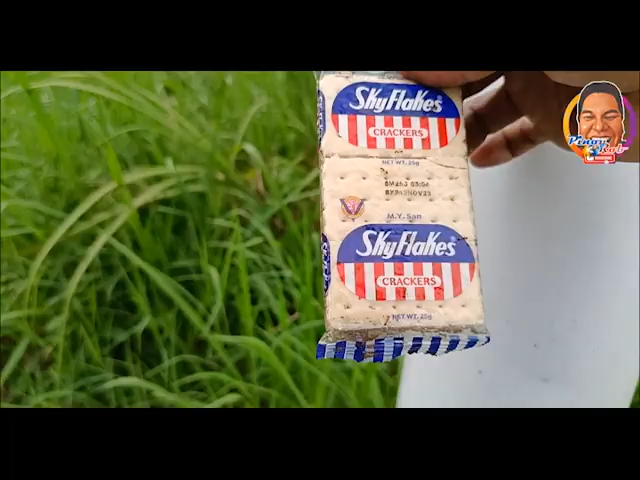 SkyFlakes
CRACKERS
NET WT. 25g
M.Y. San
SkyFlakes
CRACKERS
NET WT. 25g